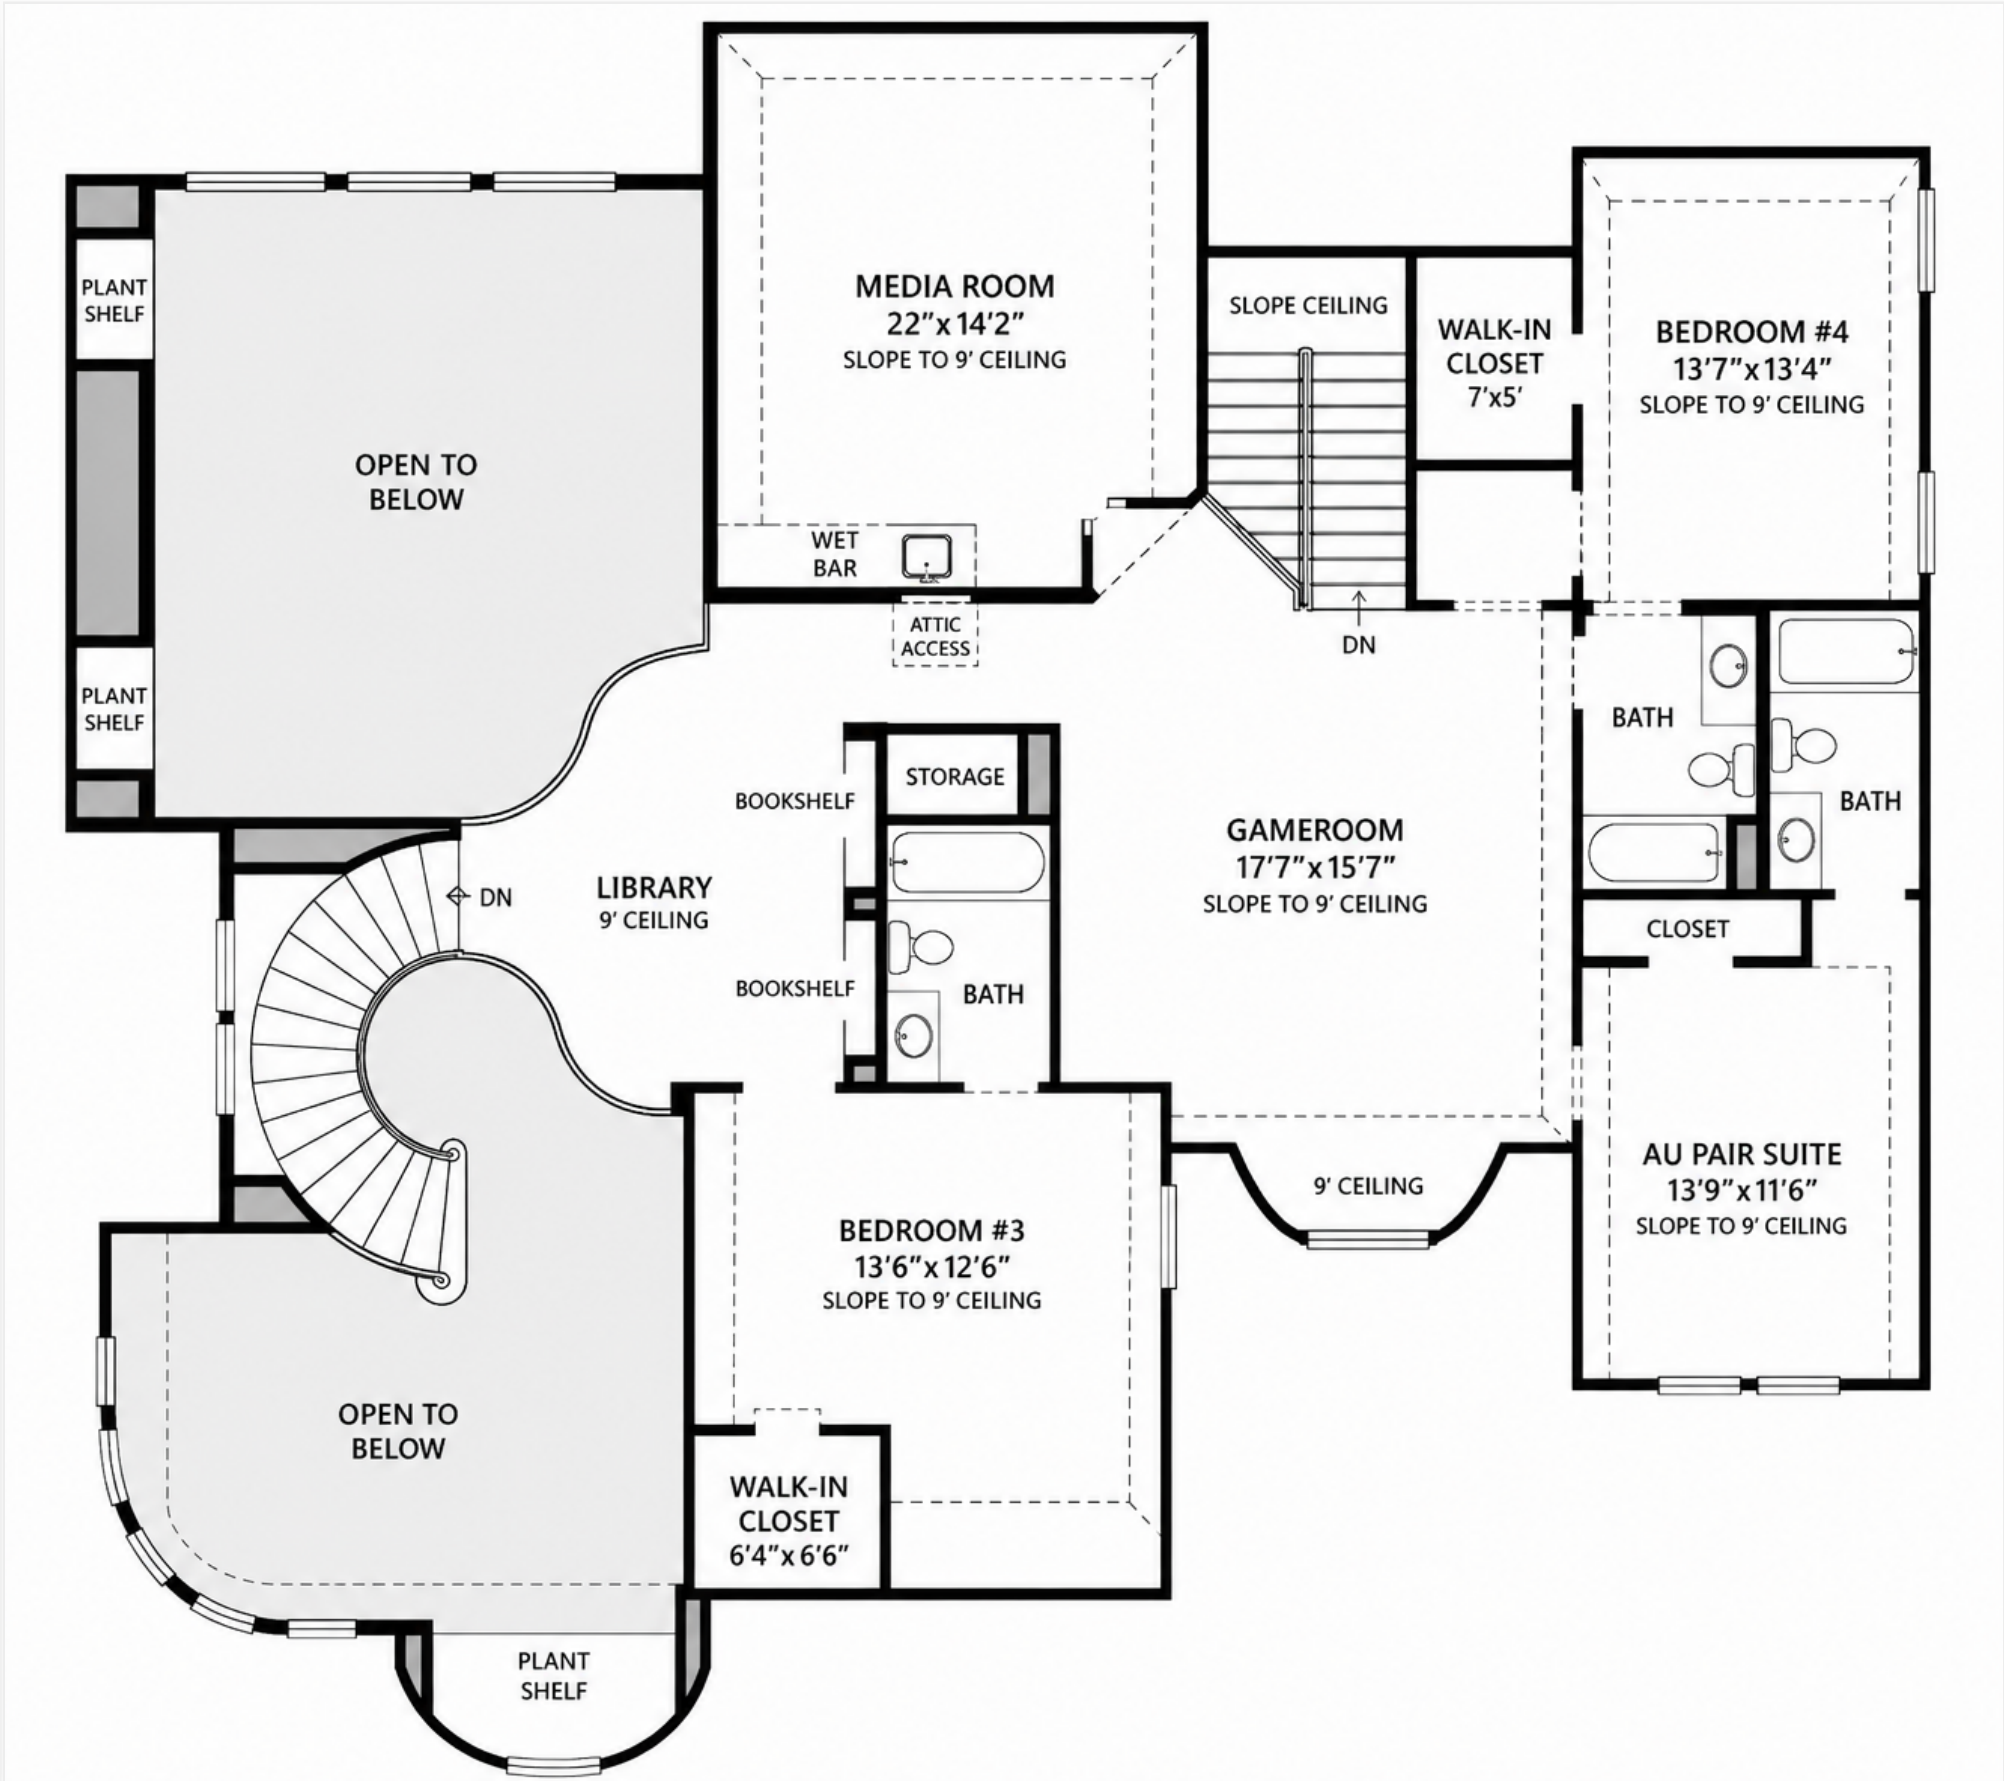 MEDIA ROOM
22”x 14’2”
SLOPE TO 9’ CEILING
PLANT
SHELF
SLOPE CEILING
WALK-IN
CLOSET
7’x5’
BEDROOM #4
13’7”x 13’4”
SLOPE TO 9’ CEILING
OPEN TO
BELOW
WET
BAR
ATTIC
ACCESS
DN
PLANT
SHELF
BATH
BATH
STORAGE
BOOKSHELF
GAMEROOM
17’7”x 15’7”
SLOPE TO 9’ CEILING
LIBRARY
9’ CEILING
DN
CLOSET
BOOKSHELF
BATH
AU PAIR SUITE
13’9”x 11’6”
SLOPE TO 9’ CEILING
9’ CEILING
BEDROOM #3
13’6”x 12’6”
SLOPE TO 9’ CEILING
OPEN TO
BELOW
WALK-IN
CLOSET
6’4”x 6’6”
PLANT
SHELF